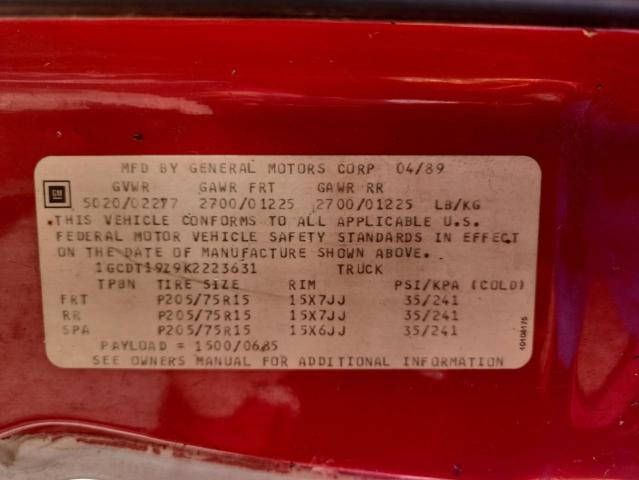 MFD BY GENERAL MOTORS CORP 04/89
GM
GVWR GAWR FRT GAWR RR
5020/02277 2700/01225 2700/01225 LB/KG
THIS VEHICLE CONFORMS TO ALL APPLICABLE U.S.
FEDERAL MOTOR VEHICLE SAFETY STANDARDS IN EFFECT
ON THE DATE OF MANUFACTURE SHOWN ABOVE.
1GCDT19Z9K2223631 TRUCK
TPBN TIRE SIZE RIM PSI/KPA (COLD)
FRT P205/75R15 15X7JJ 35/241
RR P205/75R15 15X7JJ 35/241
SPA P205/75R15 15X6JJ 35/241
PAYLOAD = 1500/0685
SEE OWNERS MANUAL FOR ADDITIONAL INFORMATION
10108175